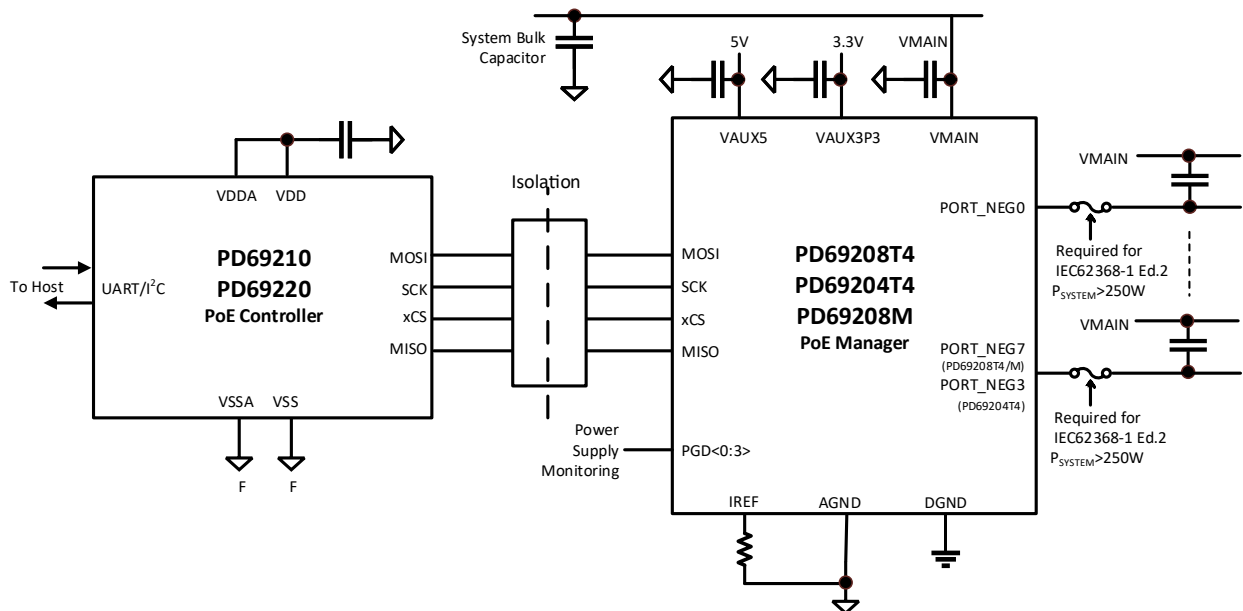 System Bulk
Capacitor
5V
3.3V
VMAIN
VAUX5
VAUX3P3
VMAIN
VDDA
VDD
PD69210
PD69220
PoE Controller
To Host
UART/I²C
MOSI
SCK
xCS
MISO
VSSA
VSS
F
F
Isolation
MOSI
SCK
xCS
MISO
Power
Supply
Monitoring
PGD<0:3>
PD69208T4
PD69204T4
PD69208M
PoE Manager
PORT_NEG0
PORT_NEG7
(PD69208T4/M)
PORT_NEG3
(PD69204T4)
IREF
AGND
DGND
VMAIN
Required for
IEC62368-1 Ed.2
PSYSTEM>250W
VMAIN
Required for
IEC62368-1 Ed.2
PSYSTEM>250W